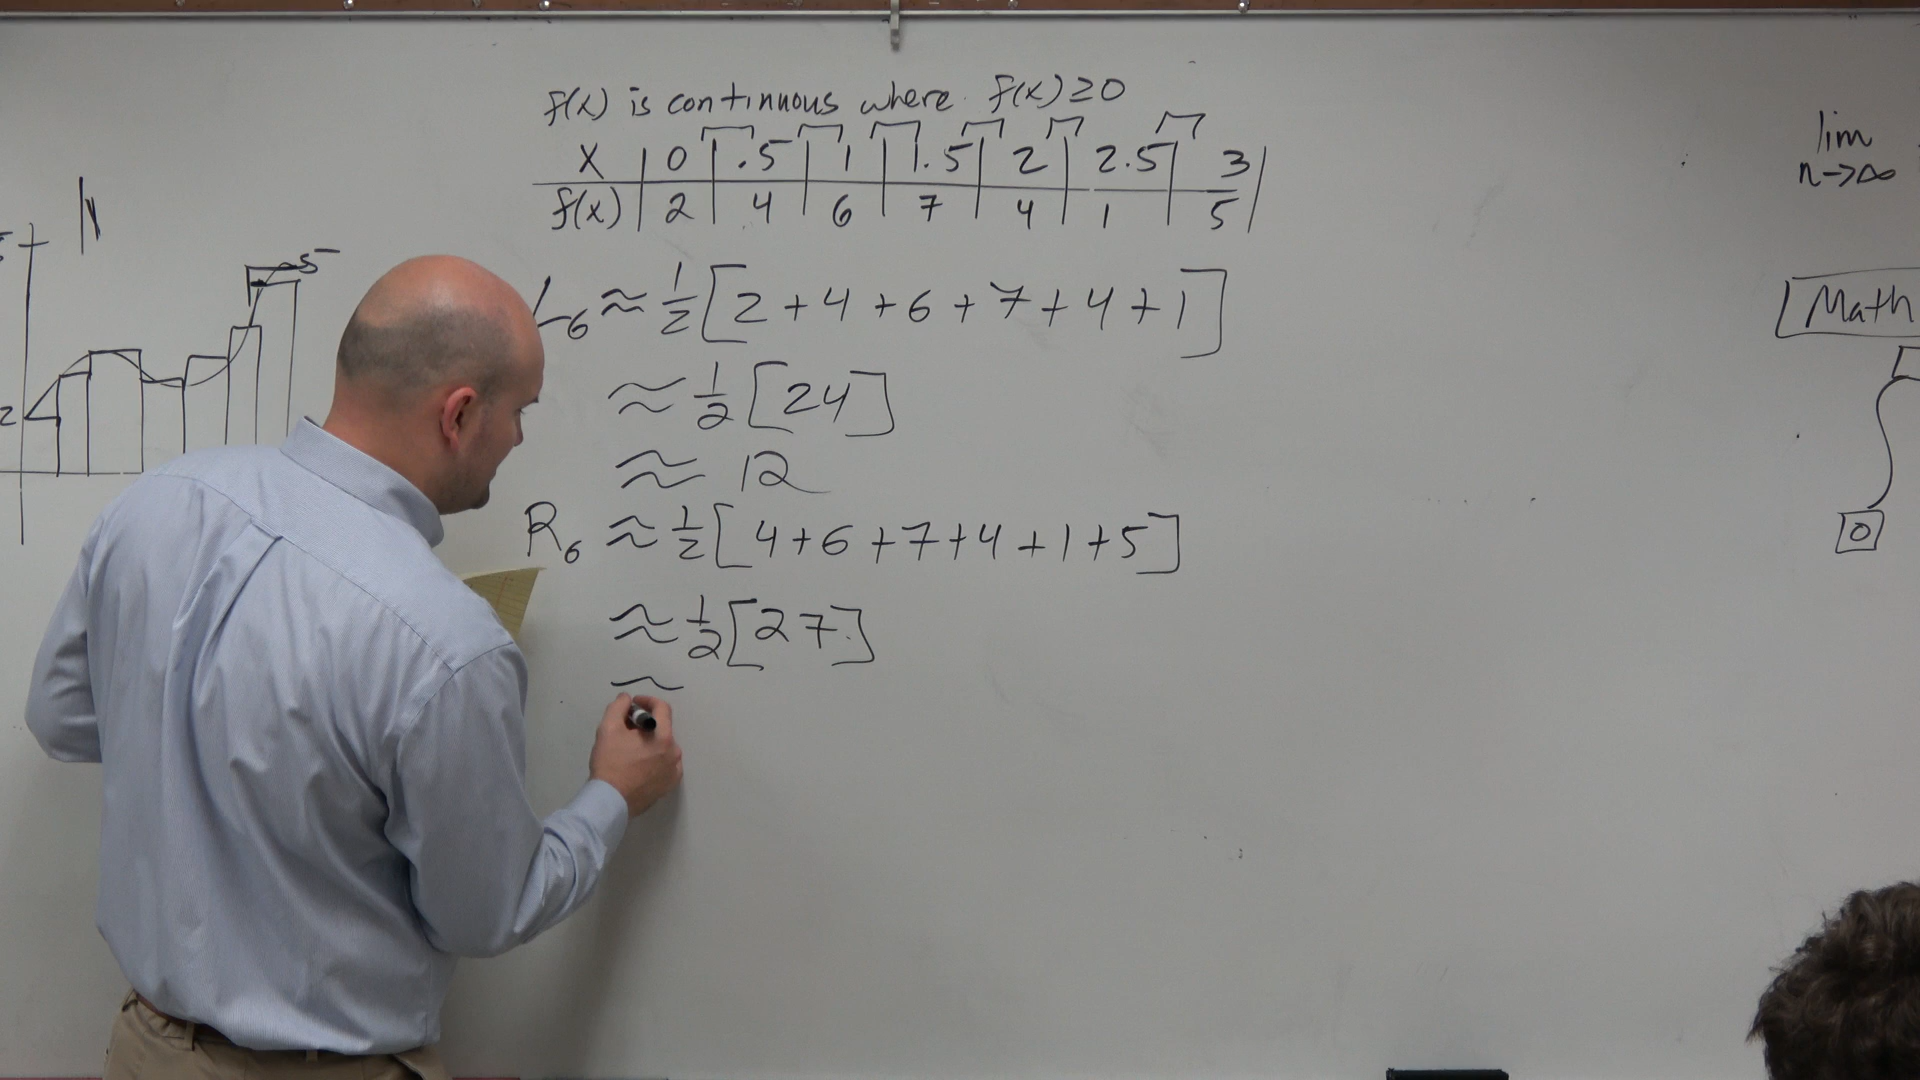 f(x) is continuous where f(x) ≥ 0
x | 0 | .5 | 1 | 1.5 | 2 | 2.5 | 3 |
f(x) | 2 | 4 | 6 | 7 | 4 | 1 | 5 |
L6 ≈ 1/2 [2 + 4 + 6 + 7 + 4 + 1]
≈ 1/2 [24]
≈ 12
R6 ≈ 1/2 [4 + 6 + 7 + 4 + 1 + 5]
≈ 1/2 [27]
5
2
lim
n→∞
Math
0